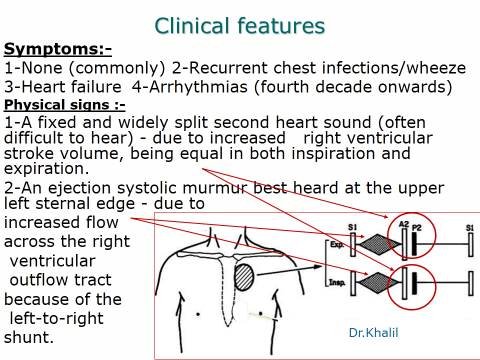 Clinical features
Symptoms:-
1-None (commonly) 2-Recurrent chest infections/wheeze
3-Heart failure 4-Arrhythmias (fourth decade onwards)
Physical signs :-
1-A fixed and widely split second heart sound (often
difficult to hear) - due to increased right ventricular
stroke volume, being equal in both inspiration and
expiration.
2-An ejection systolic murmur best heard at the upper
left sternal edge - due to
increased flow
across the right
ventricular
outflow tract
because of the
left-to-right
shunt.
S1 A2 P2 S1
Exp.
Insp.
Dr.Khalil